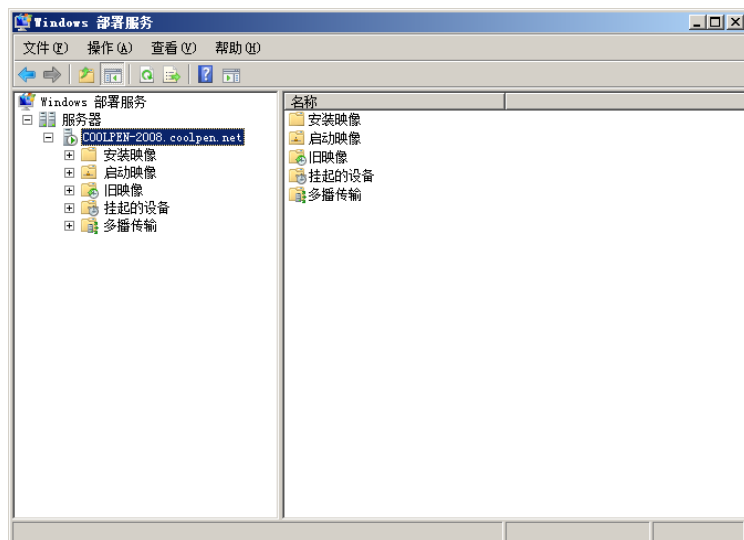 Windows 部署服务
文件(F) 操作(A) 查看(V) 帮助(H)
Windows 部署服务
服务器
COOLPEN-2008.coolpen.net
安装映像
启动映像
旧映像
挂起的设备
多播传输
名称
安装映像
启动映像
旧映像
挂起的设备
多播传输